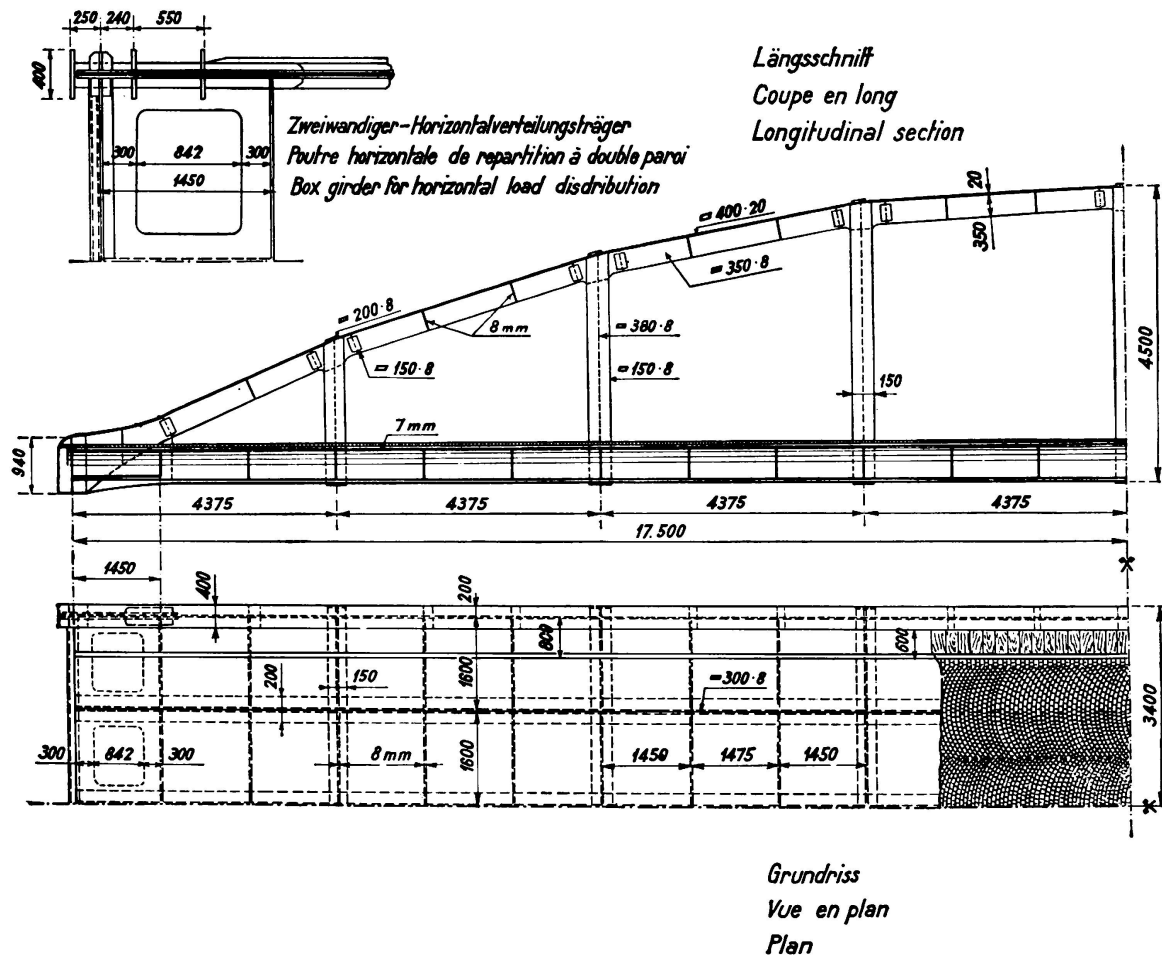 250 240 550
400
300 842 300
1450
Zweiwandiger-Horizontalverteilungsträger
Poutre horizontale de repartition à double paroi
Box girder for horizontal load disdribution
Längsschnitt
Coupe en long
Longitudinal section
20
350
400·20
350·8
200·8
8 mm
380·8
150·8
150·8
150
4500
7 mm
940
4375 4375 4375 4375
17.500
1450
400
200
800
600
1600
200
150
300·8
3400
300 842 300
8 mm
1600
1450 1475 1450
Grundriss
Vue en plan
Plan